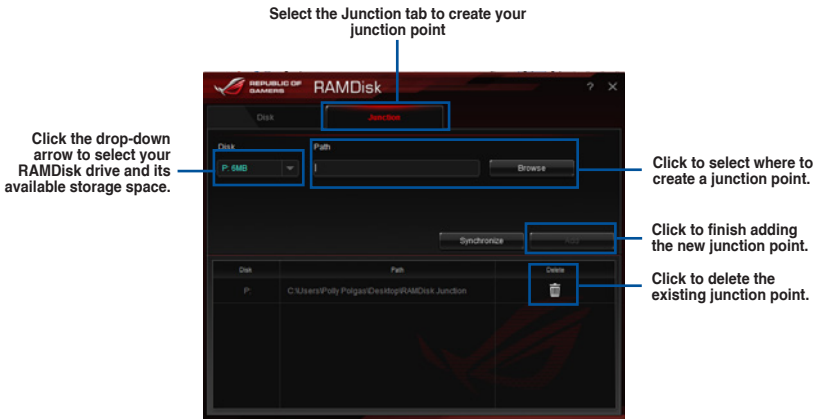 Select the Junction tab to create your
junction point
REPUBLIC OF
GAMERS
RAMDisk
? ×
Disk
Junction
Click the drop-down
arrow to select your
RAMDisk drive and its
available storage space.
Disk
Path
P: 6MB
Browse
Click to select where to
create a junction point.
Synchronize
Add
Click to finish adding
the new junction point.
Disk
Path
Delete
P:
C:\Users\Polly Polgas\Desktop\RAMDisk Junction
Click to delete the
existing junction point.